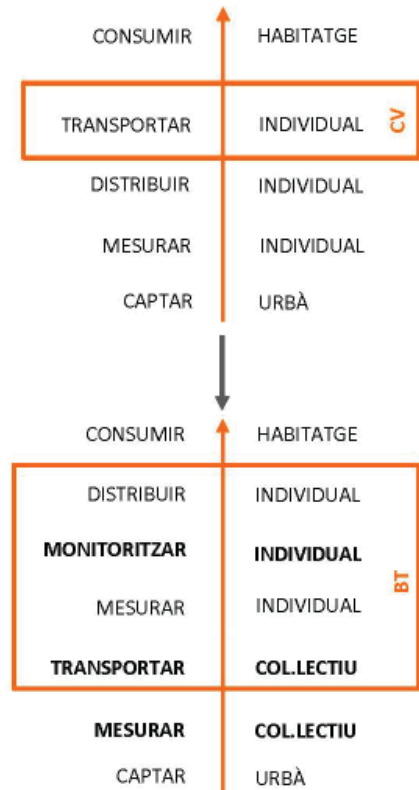 CONSUMIR HABITATGE
TRANSPORTAR INDIVIDUAL CV
DISTRIBUIR INDIVIDUAL
MESURAR INDIVIDUAL
CAPTAR URBÀ
CONSUMIR HABITATGE
DISTRIBUIR INDIVIDUAL
MONITORITZAR INDIVIDUAL
BT
MESURAR INDIVIDUAL
TRANSPORTAR COL.LECTIU
MESURAR COL.LECTIU
CAPTAR URBÀ